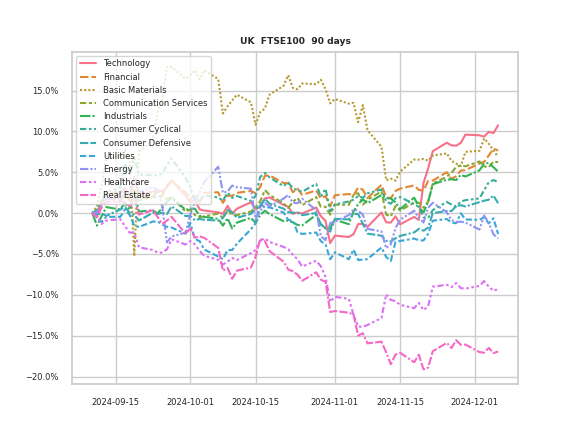 UK FTSE100 90 days
Technology
Financial
Basic Materials
Communication Services
Industrials
Consumer Cyclical
Consumer Defensive
Utilities
Energy
Healthcare
Real Estate
15.0%
10.0%
5.0%
0.0%
−5.0%
−10.0%
−15.0%
−20.0%
2024-09-15 2024-10-01 2024-10-15 2024-11-01 2024-11-15 2024-12-01